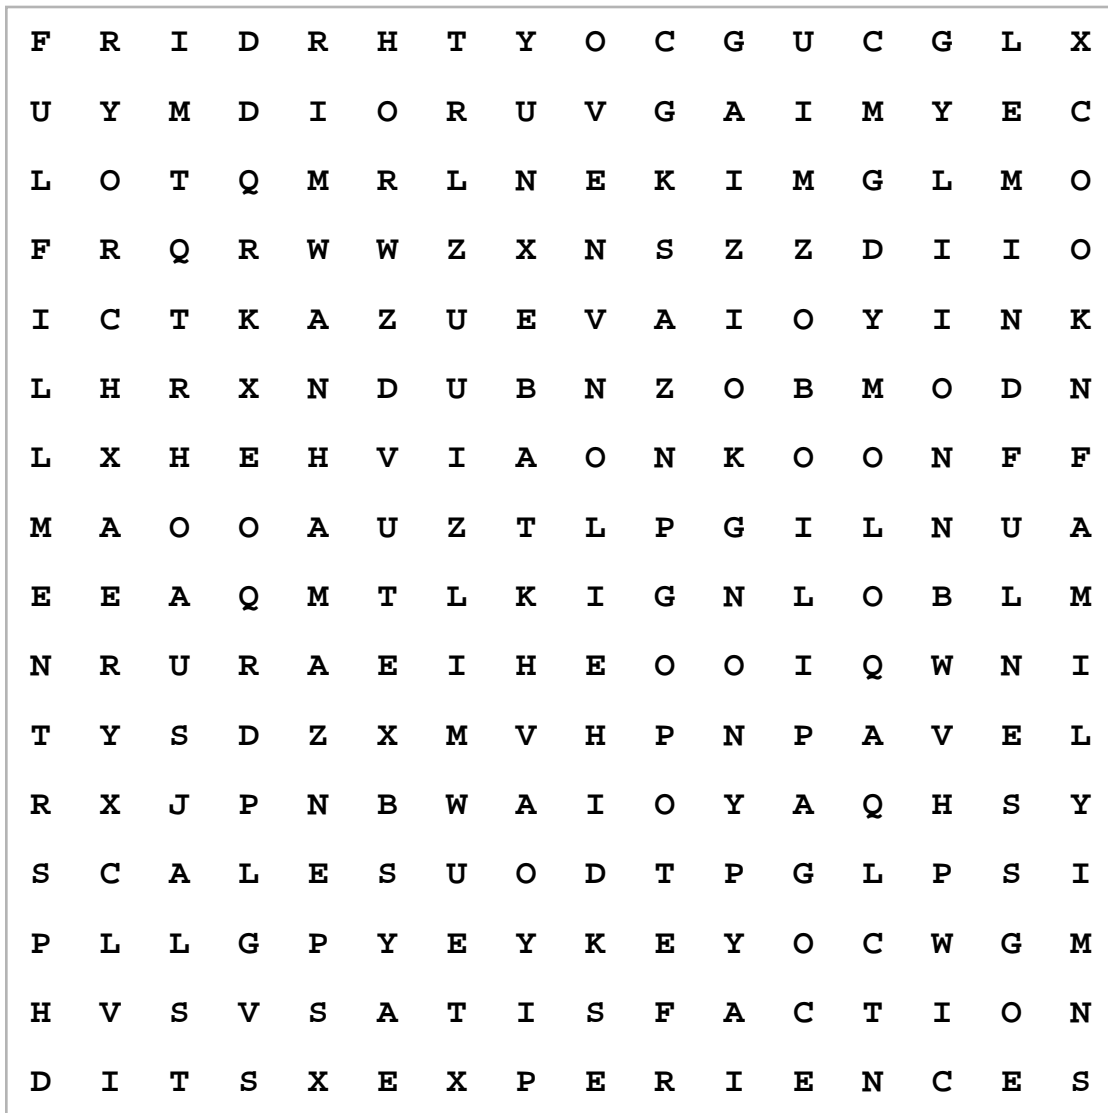 F R I D R H T Y O C G U C G L X
U Y M D I O R U V G A I M Y E C
L O T Q M R L N E K I M G L M O
F R Q R W W Z X N S Z Z D I I O
I C T K A Z U E V A I O Y I N K
L H R X N D U B N Z O B M O D N
L X H E H V I A O N K O O N F F
M A O O A U Z T L P G I L N U A
E E A Q M T L K I G N L O B L M
N R U R A E I H E O O I Q W N I
T Y S D Z X M V H P N P A V E L
R X J P N B W A I O Y A Q H S Y
S C A L E S U O D T P G L P S I
P L L G P Y E Y K E Y O C W G M
H V S V S A T I S F A C T I O N
D I T S X E X P E R I E N C E S